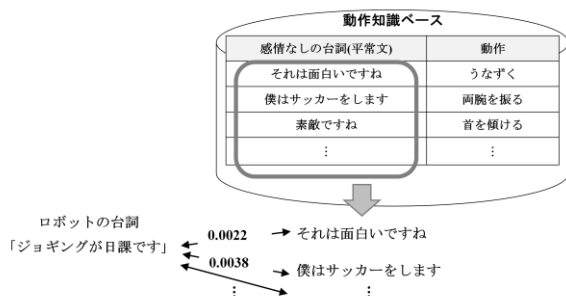 動作知識ベース
感情なしの台詞(平常文) 動作
それは面白いですね うなずく
僕はサッカーをします 両腕を振る
素敵ですね 首を傾ける
⋮ ⋮
ロボットの台詞
「ジョギングが日課です」
0.0022 それは面白いですね
0.0038 僕はサッカーをします
⋮ ⋮